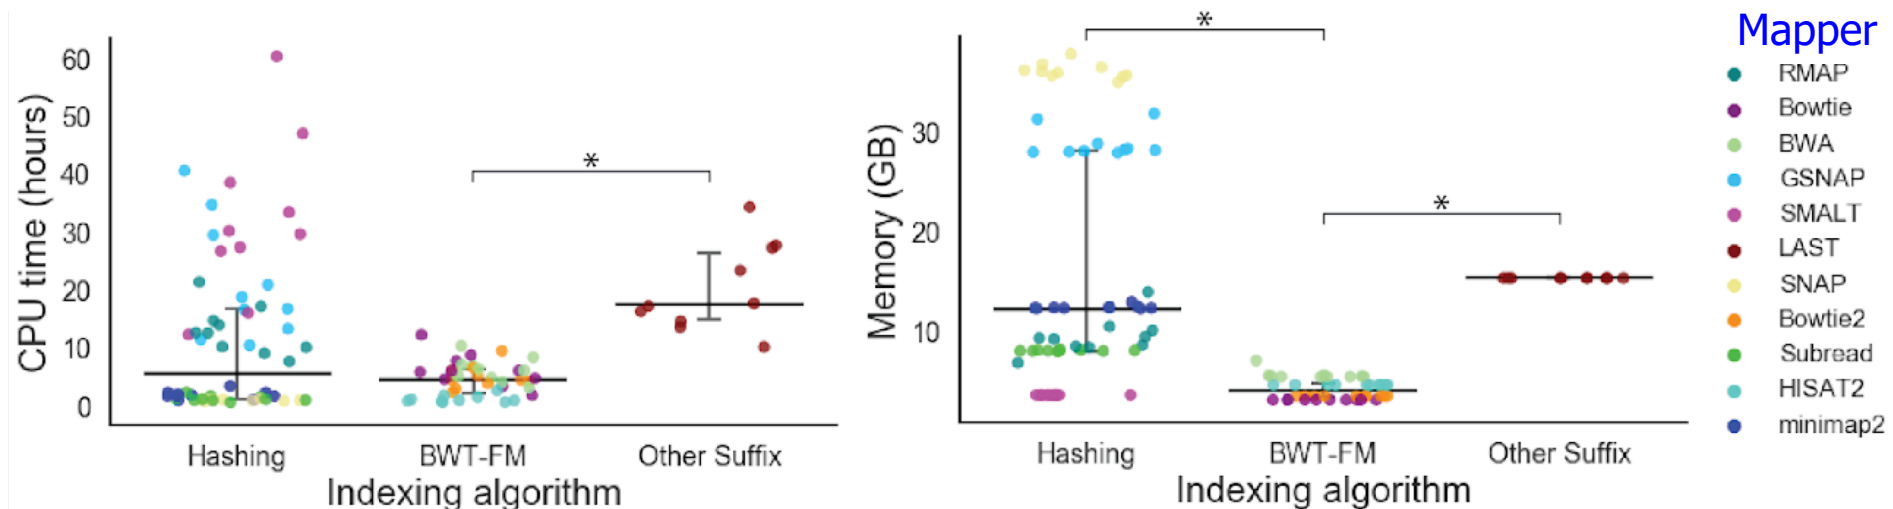 CPU time (hours)
60
50
40
30
20
10
0
*
Hashing
BWT-FM
Other Suffix
Indexing algorithm
Memory (GB)
30
20
10
*
*
Hashing
BWT-FM
Other Suffix
Indexing algorithm
Mapper
RMAP
Bowtie
BWA
GSNAP
SMALT
LAST
SNAP
Bowtie2
Subread
HISAT2
minimap2